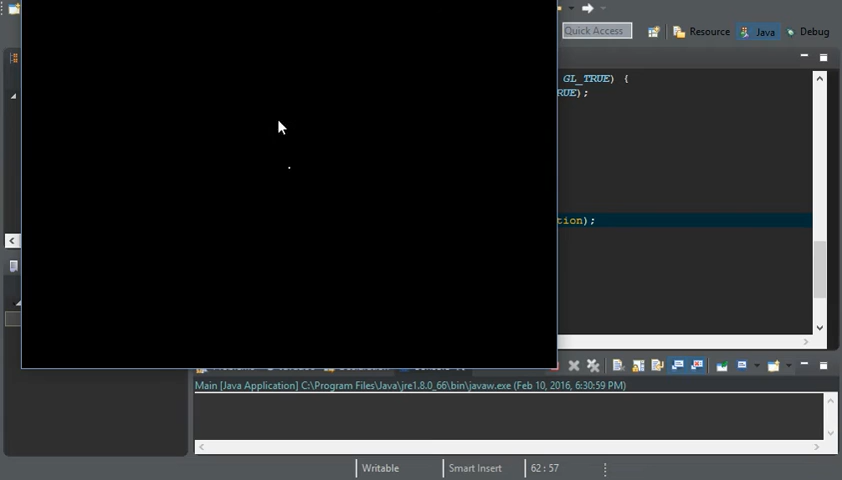 Quick Access
Resource
Java
Debug
GL_TRUE) {
RUE);
tion);
Main [Java Application] C:\Program Files\Java\jre1.8.0_66\bin\javaw.exe (Feb 10, 2016, 6:30:59 PM)
Writable
Smart Insert
62 : 57